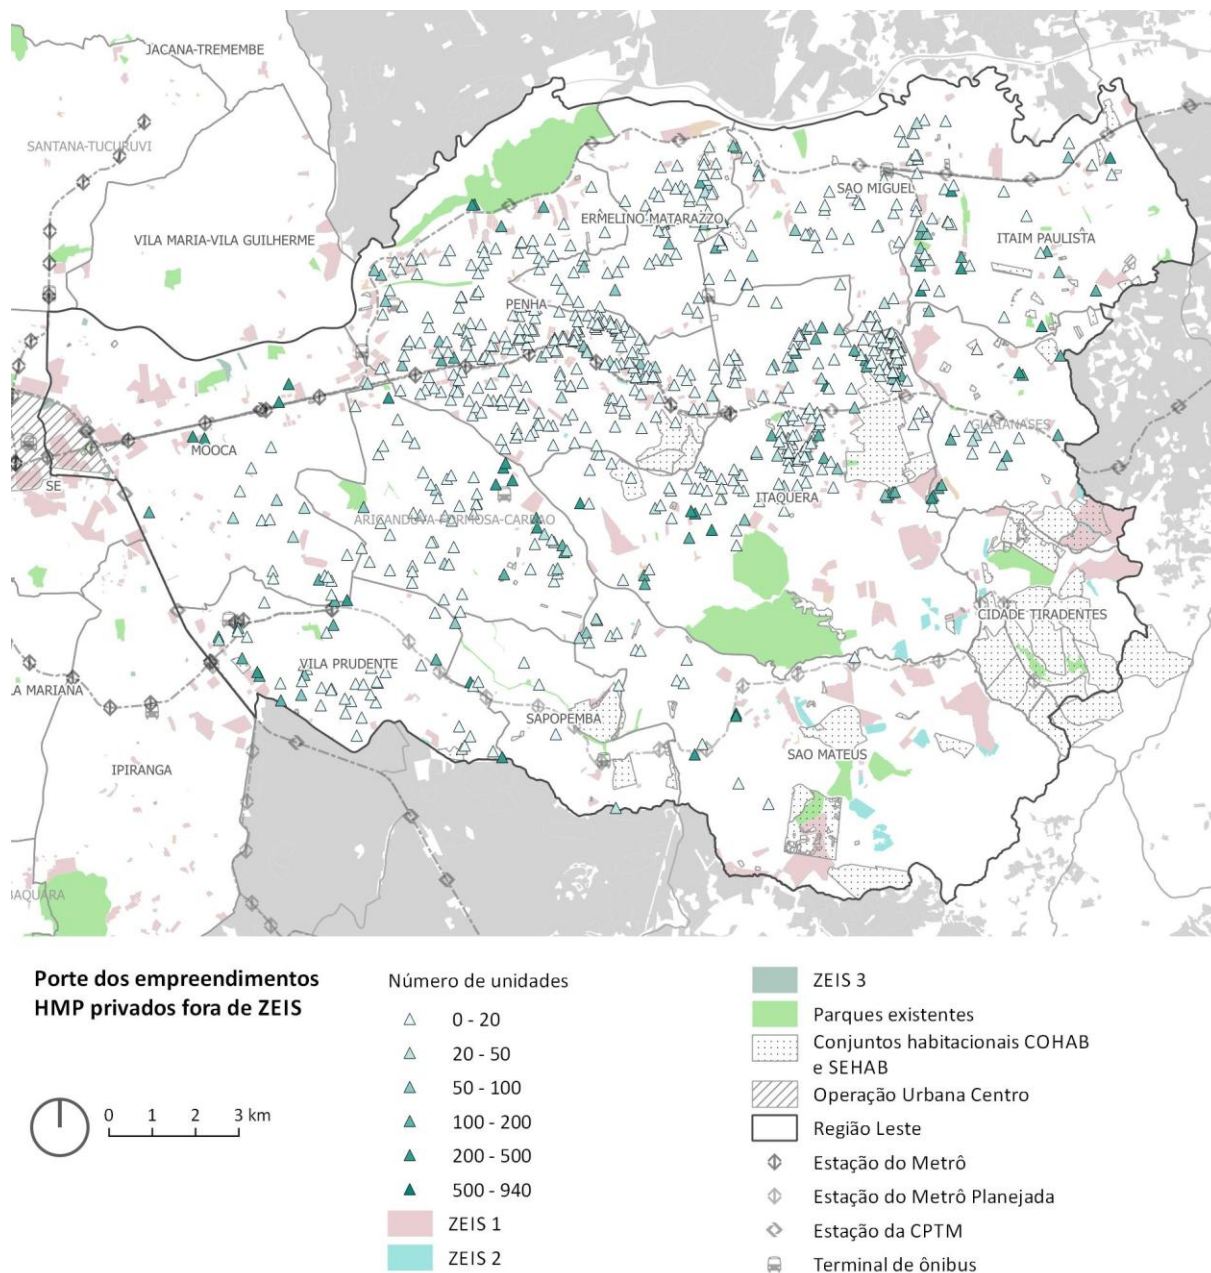 JACANA-TREMEMBE
SANTANA-TUCURUVI
VILA MARIA-VILA GUILHERME
ERMELINO MATARAZZO
SAO MIGUEL
ITAIM PAULISTA
PENHA
MOOCA
SE
GUAIANASES
ITAQUERA
ARICANDUVA-FORMOSA-CARRAO
CIDADE TIRADENTES
VILA PRUDENTE
LA MARIANA
SAPOPEMBA
SAO MATEUS
IPIRANGA
BAQUARA
Porte dos empreendimentos
HMP privados fora de ZEIS
0 1 2 3 km
Número de unidades
0 - 20
20 - 50
50 - 100
100 - 200
200 - 500
500 - 940
ZEIS 1
ZEIS 2
ZEIS 3
Parques existentes
Conjuntos habitacionais COHAB
e SEHAB
Operação Urbana Centro
Região Leste
Estação do Metrô
Estação do Metrô Planejada
Estação da CPTM
Terminal de ônibus